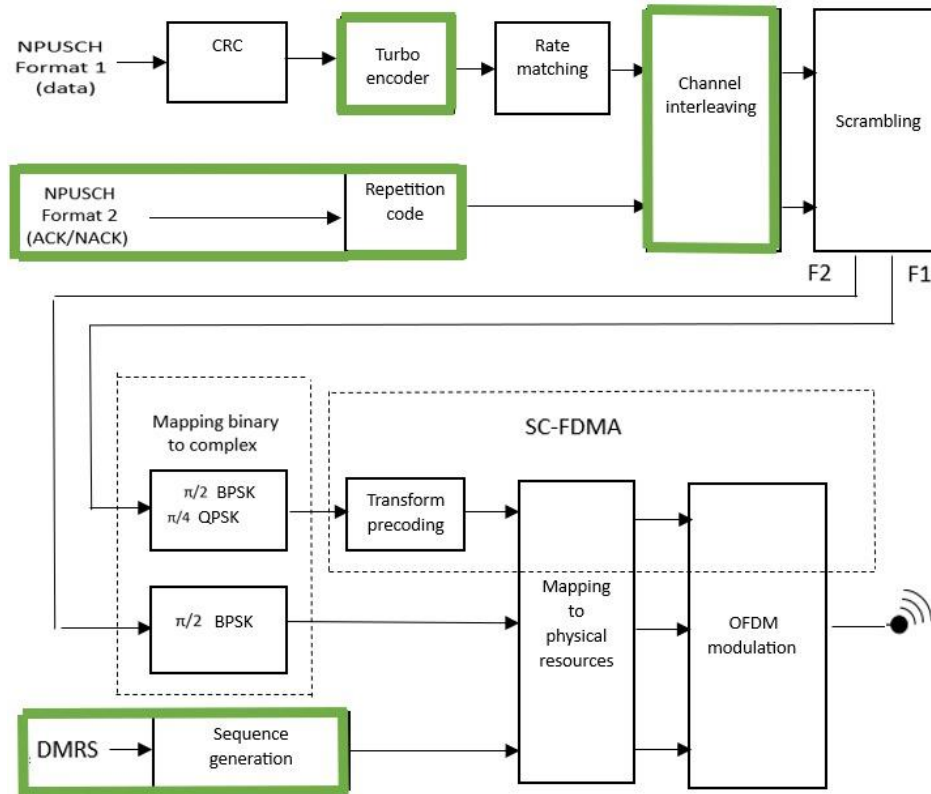 NPUSCH
Format 1
(data)
CRC
Turbo
encoder
Rate
matching
Channel
interleaving
Scrambling
NPUSCH
Format 2
(ACK/NACK)
Repetition
code
F2
F1
Mapping binary
to complex
π/2 BPSK
π/4 QPSK
SC-FDMA
Transform
precoding
π/2 BPSK
Mapping
to
physical
resources
OFDM
modulation
DMRS
Sequence
generation